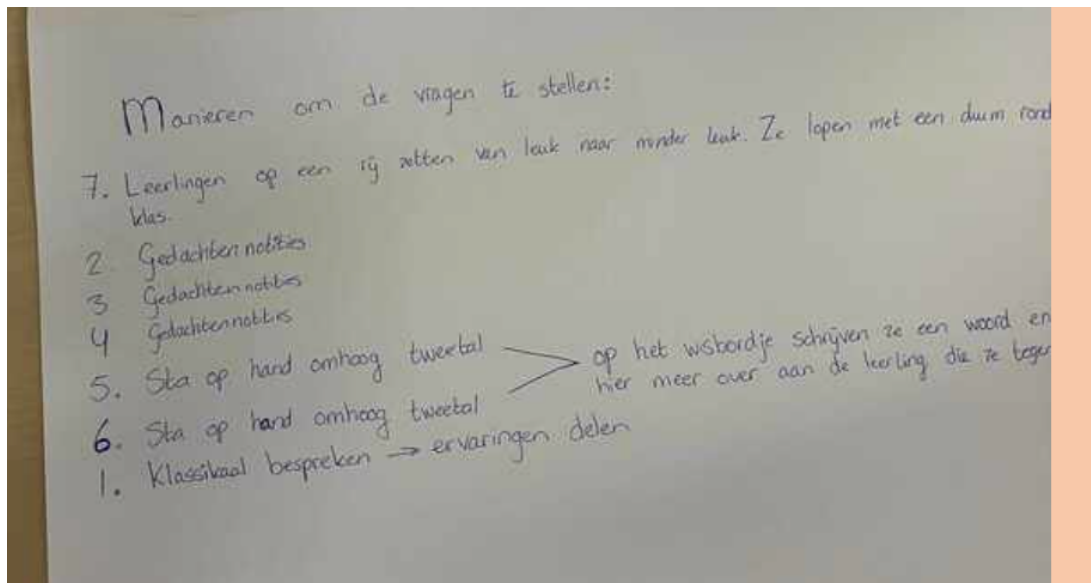 Manieren om de vragen te stellen:
7. Leerlingen op een rij zetten van leuk naar minder leuk. Ze lopen met een duim rond
klas.
2. Gedachten notities
3 Gedachten notities
4 Gedachtennotities
5. Sta op hand omhoog tweetal
op het wisbordje schrijven ze een woord en
hier meer over aan de leerling die ze
6. Sta op hand omhoog tweetal
1. Klassikaal bespreken → ervaringen delen